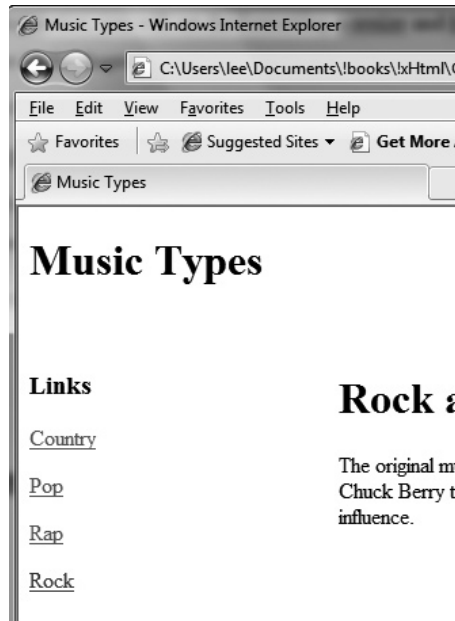 Music Types - Windows Internet Explorer
C:\Users\lee\Documents\!books\!xHtml\
File Edit View Favorites Tools Help
Favorites Suggested Sites Get More
Music Types
Music Types
Links
Country
Pop
Rap
Rock
Rock
The original
Chuck Berry
influence.